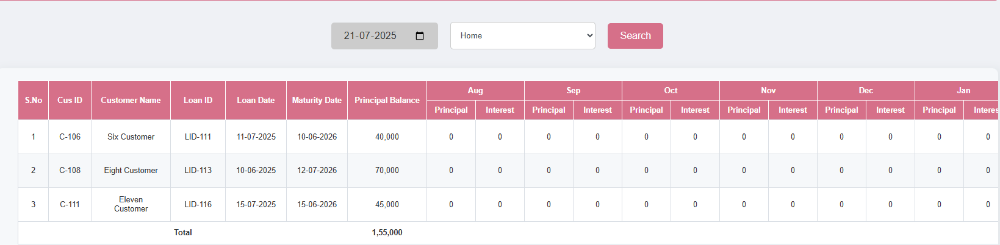 21-07-2025 Home Search
S.No Cus ID Customer Name Loan ID Loan Date Maturity Date Principal Balance Aug Sep Oct Nov Dec Jan
Principal Interest Principal Interest Principal Interest Principal Interest Principal Interest Principal Interes
1 C-106 Six Customer LID-111 11-07-2025 10-06-2026 40,000 0 0 0 0 0 0 0 0 0 0 0 0
2 C-108 Eight Customer LID-113 10-06-2025 12-07-2026 70,000 0 0 0 0 0 0 0 0 0 0 0 0
3 C-111 Eleven Customer LID-116 15-07-2025 15-06-2026 45,000 0 0 0 0 0 0 0 0 0 0 0 0
Total 1,55,000